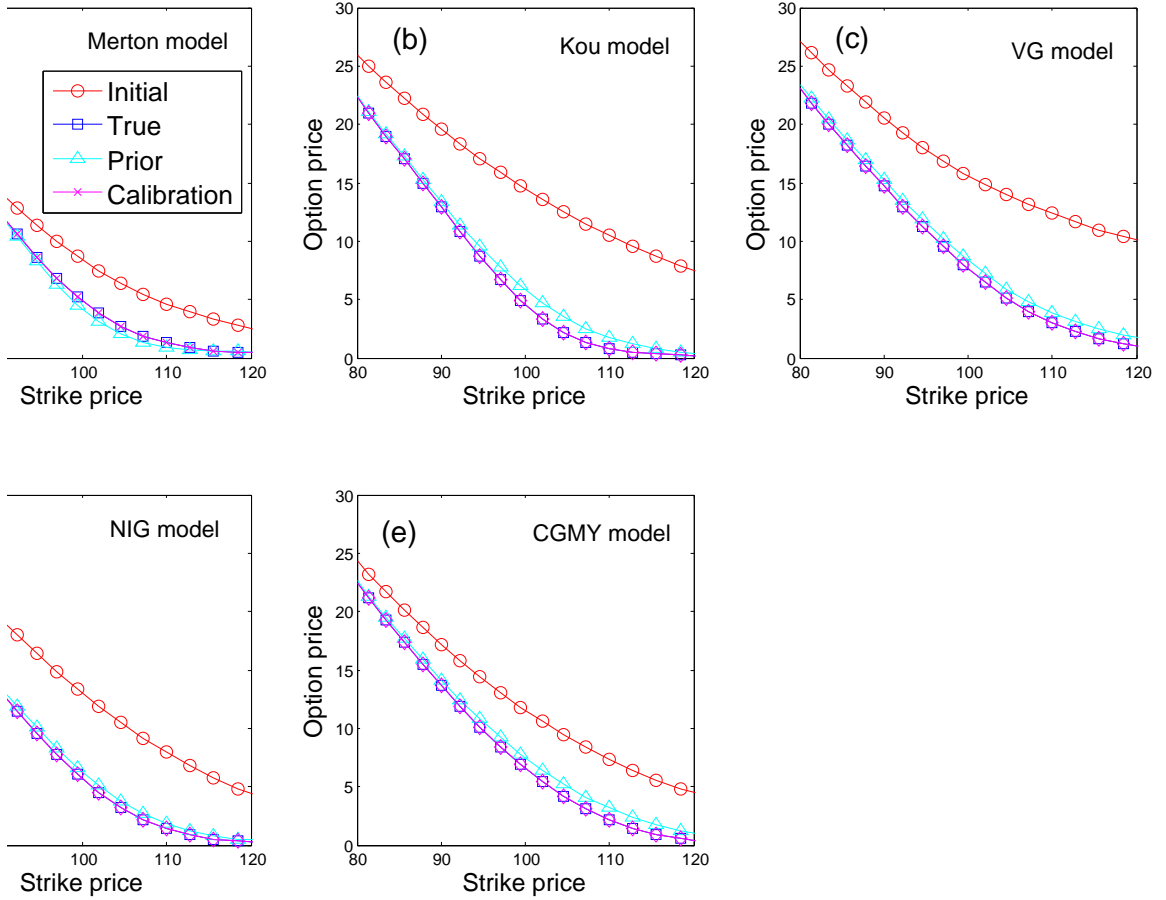 Merton model
Initial
True
Prior
Calibration
100
110
120
Strike price
(b)
Kou model
Option price
30
25
20
15
10
5
0
80
90
100
110
120
Strike price
(c)
VG model
Option price
30
25
20
15
10
5
0
80
90
100
110
120
Strike price
NIG model
100
110
120
Strike price
(e)
CGMY model
Option price
30
25
20
15
10
5
0
80
90
100
110
120
Strike price